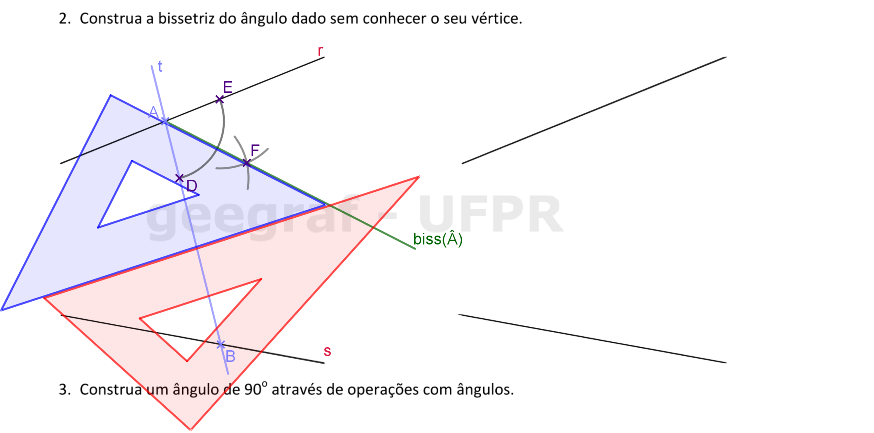 2. Construa a bissetriz do ângulo dado sem conhecer o seu vértice.
r
t
E
A
F
D
geegraf - UFPR
biss(Â)
s
B
3. Construa um ângulo de 90º através de operações com ângulos.